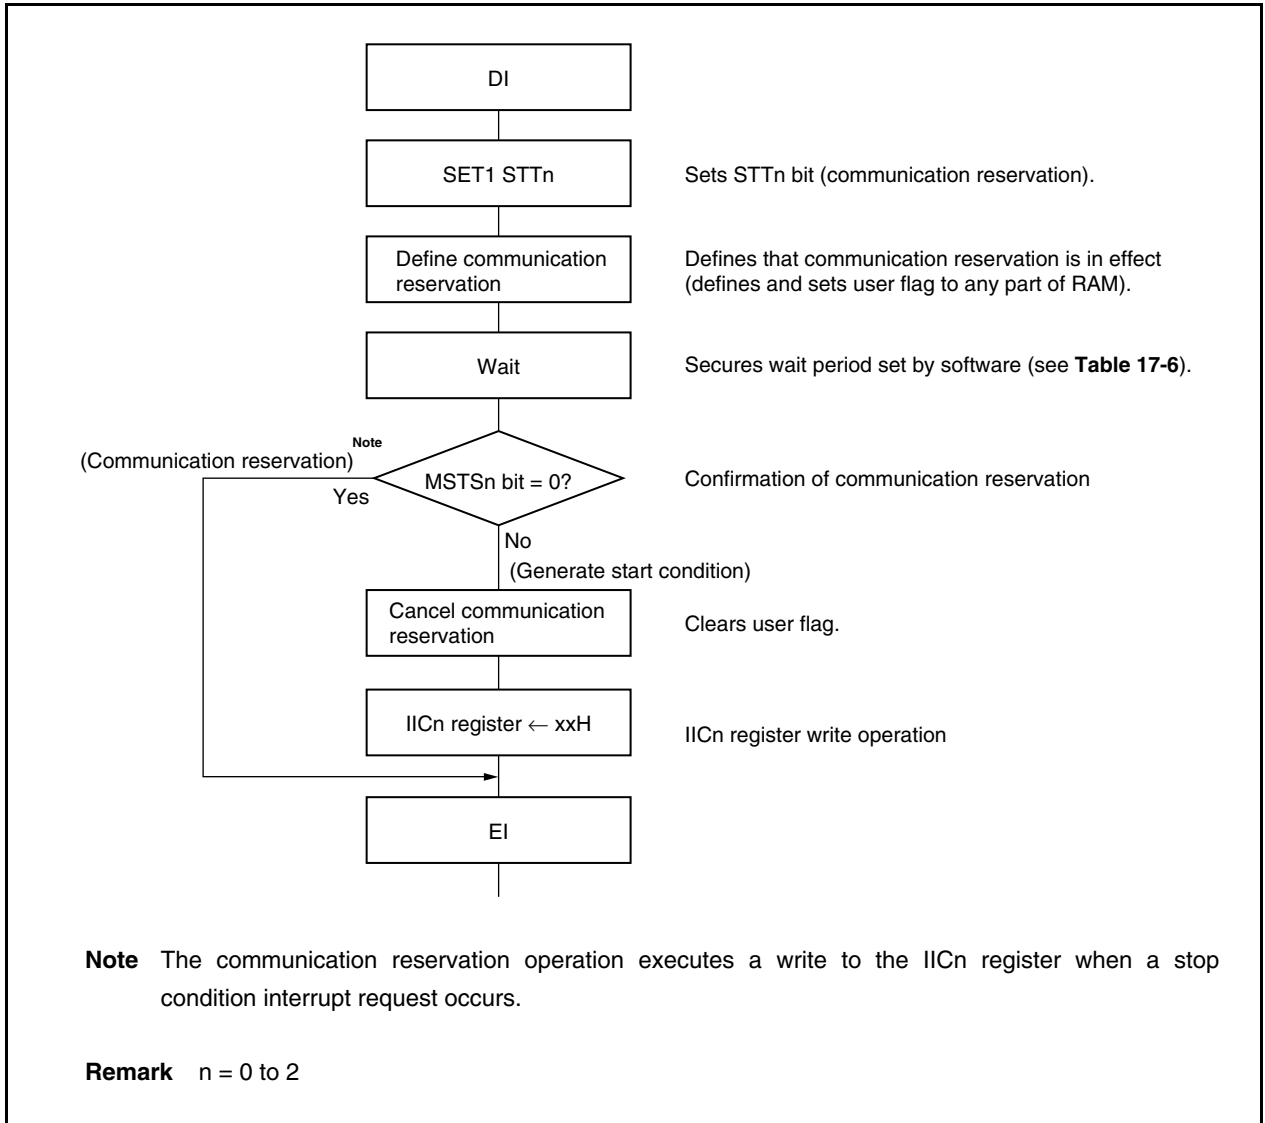 DI
SET1 STTn
Sets STTn bit (communication reservation).
Define communication
reservation
Defines that communication reservation is in effect
(defines and sets user flag to any part of RAM).
Wait
Secures wait period set by software (see Table 17-6).
(Communication reservation)Note
MSTSn bit = 0?
Confirmation of communication reservation
Yes
No
(Generate start condition)
Cancel communication
reservation
Clears user flag.
IICn register ← xxH
IICn register write operation
EI
Note The communication reservation operation executes a write to the IICn register when a stop
condition interrupt request occurs.
Remark n = 0 to 2